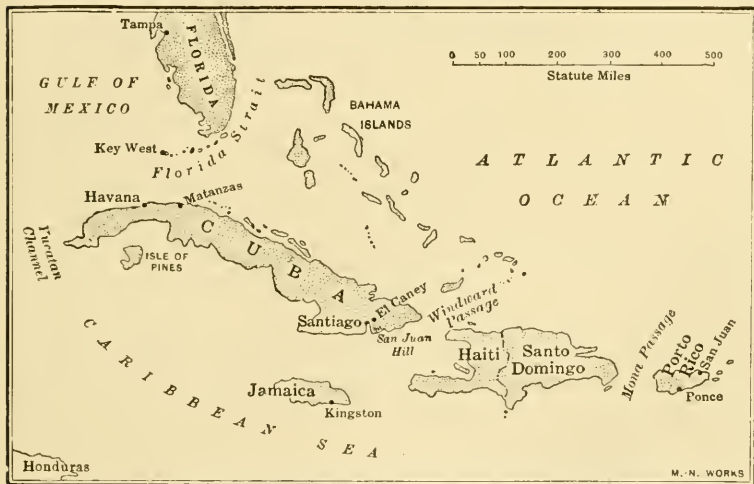 Tampa
FLORIDA
GULF OF
MEXICO
0 50 100 200 300 400 500
Statute Miles
BAHAMA
ISLANDS
Key West
Florida Strait
ATLANTIC
OCEAN
Havana
Matanzas
Yucatan
Channel
ISLE OF
PINES
CUBA
El Caney
Santiago
San Juan
Hill
Windward
Passage
Haiti
Santo
Domingo
Mona Passage
Porto
Rico
San Juan
Ponce
Jamaica
Kingston
CARIBBEAN SEA
Honduras
M.-N. WORKS